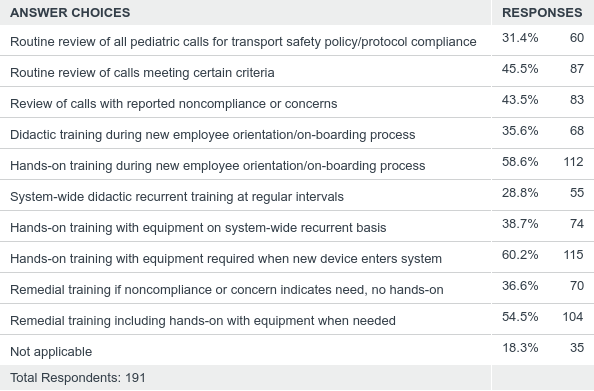 ANSWER CHOICES RESPONSES
Routine review of all pediatric calls for transport safety policy/protocol compliance 31.4% 60
Routine review of calls meeting certain criteria 45.5% 87
Review of calls with reported noncompliance or concerns 43.5% 83
Didactic training during new employee orientation/on-boarding process 35.6% 68
Hands-on training during new employee orientation/on-boarding process 58.6% 112
System-wide didactic recurrent training at regular intervals 28.8% 55
Hands-on training with equipment on system-wide recurrent basis 38.7% 74
Hands-on training with equipment required when new device enters system 60.2% 115
Remedial training if noncompliance or concern indicates need, no hands-on 36.6% 70
Remedial training including hands-on with equipment when needed 54.5% 104
Not applicable 18.3% 35
Total Respondents: 191